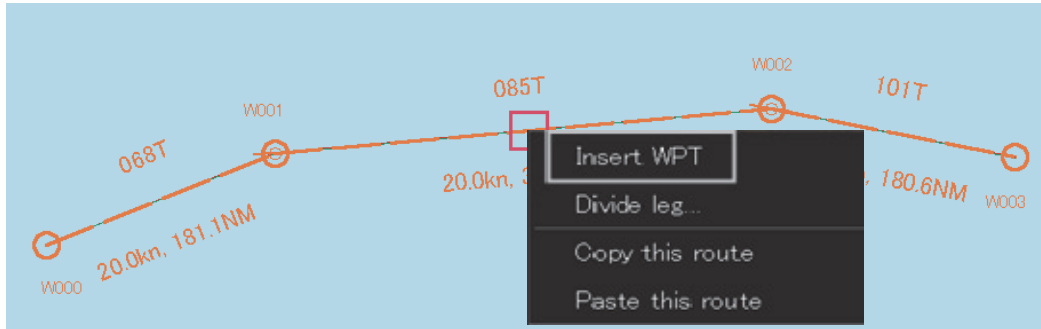 W002
085T
101T
W001
068T
Insert WPT
20.0kn,
, 180.6NM
W003
Divide leg...
20.0kn, 181.1NM
Copy this route
W000
Paste this route